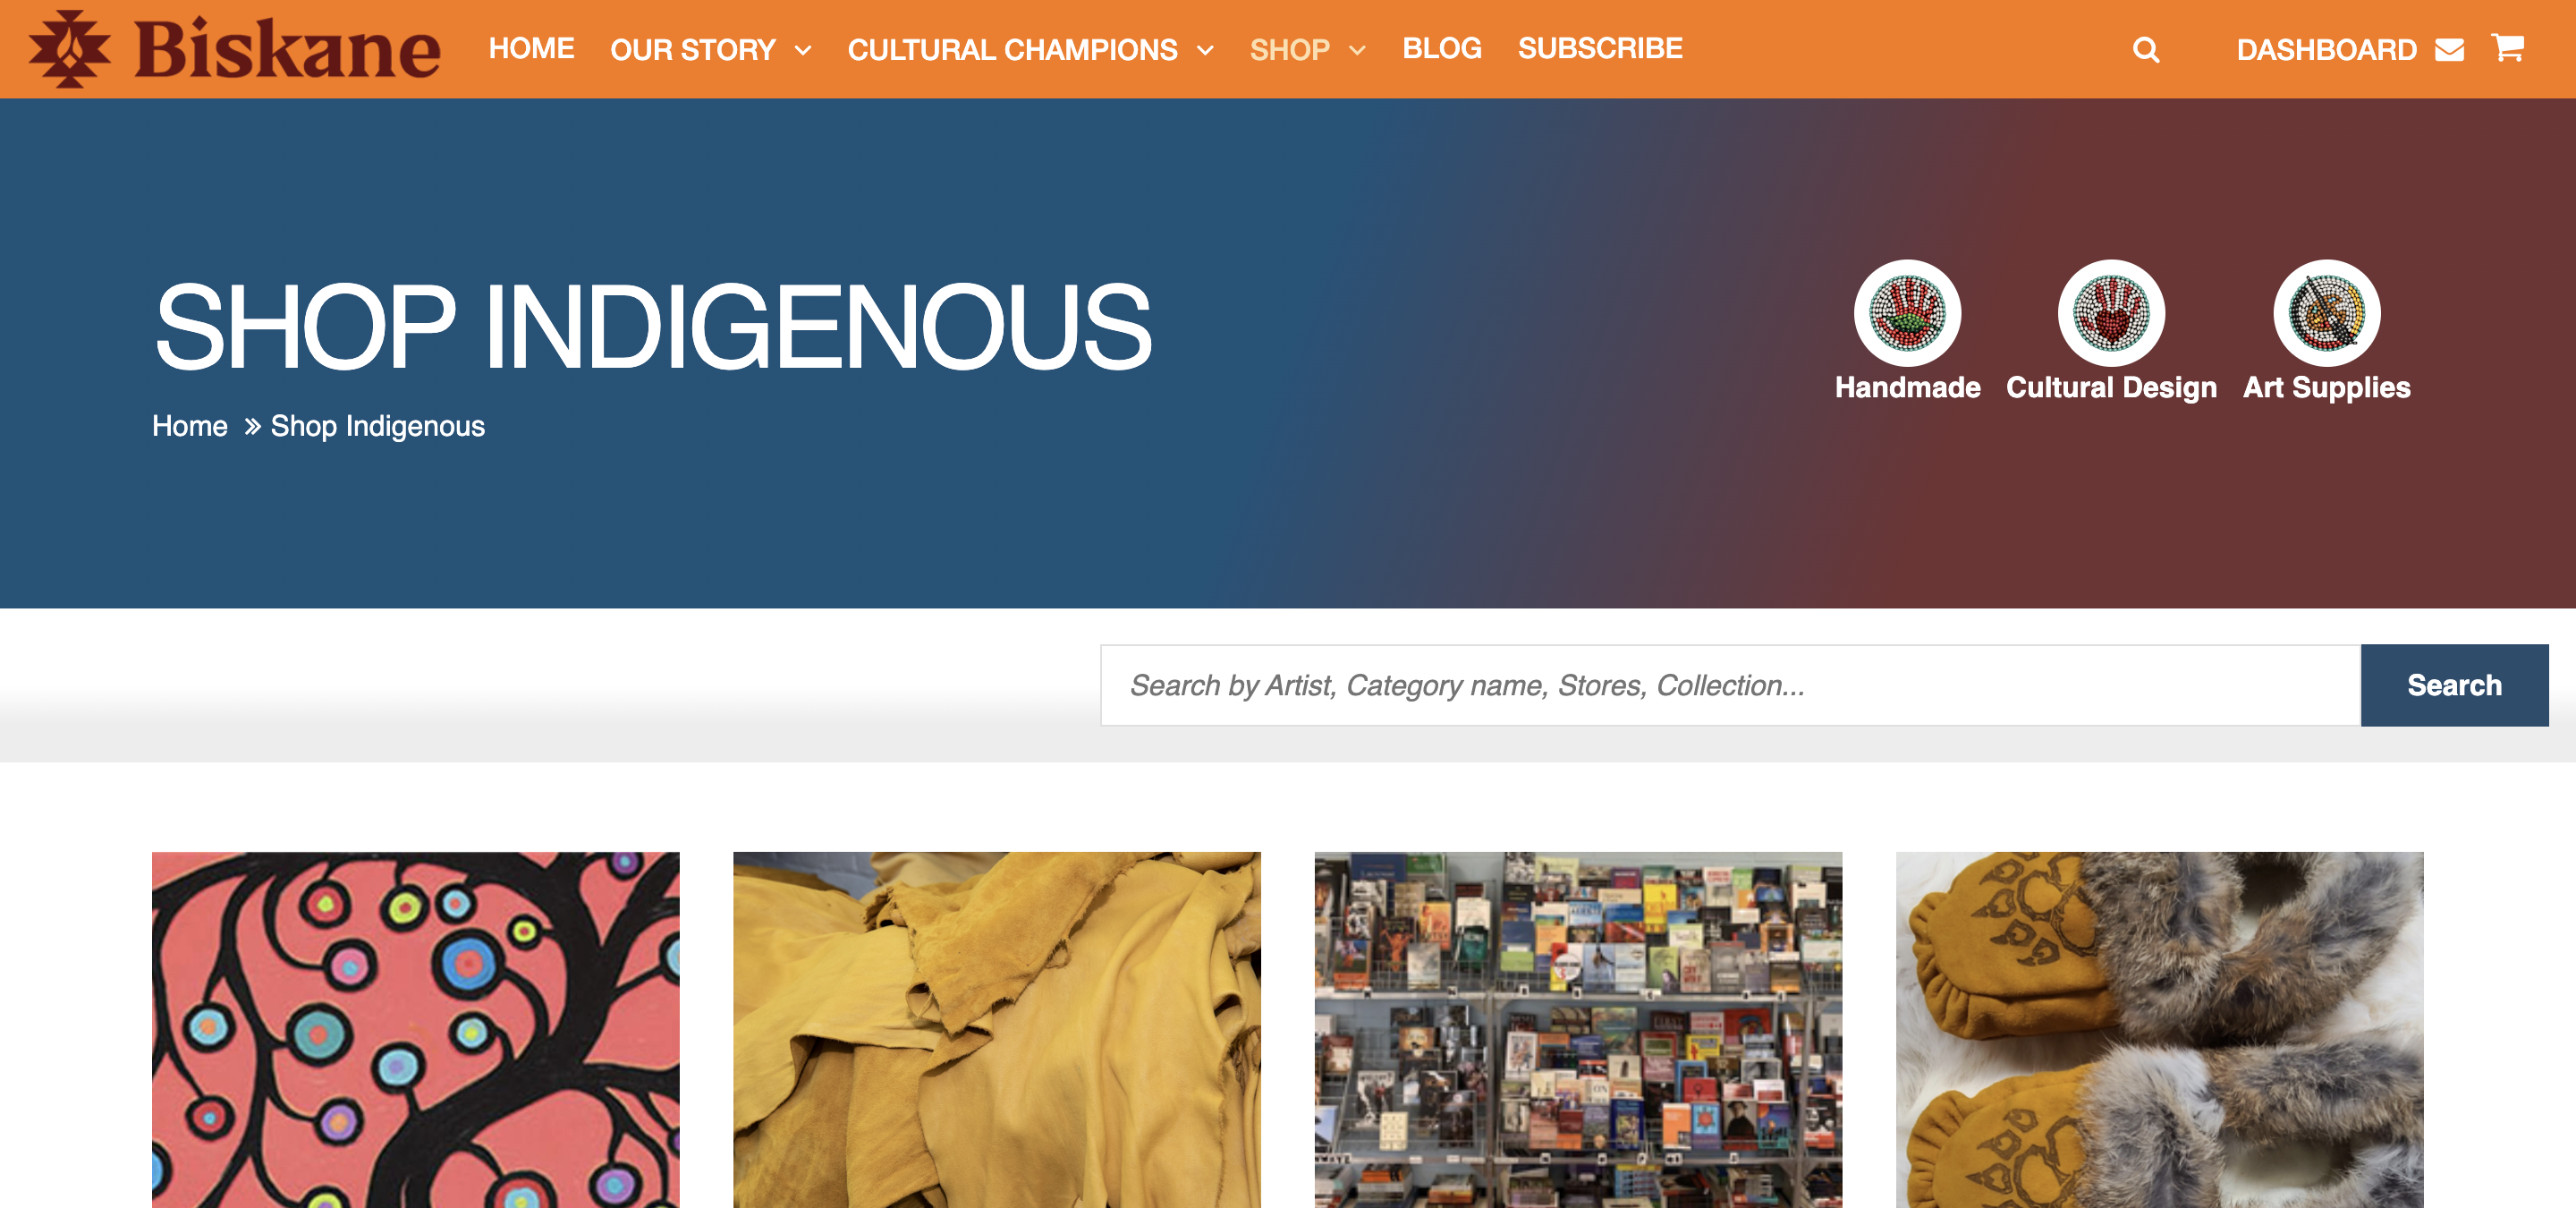 Biskane
HOME OUR STORY CULTURAL CHAMPIONS SHOP BLOG SUBSCRIBE DASHBOARD
SHOP INDIGENOUS
Home » Shop Indigenous
Handmade Cultural Design Art Supplies
Search by Artist, Category name, Stores, Collection... Search